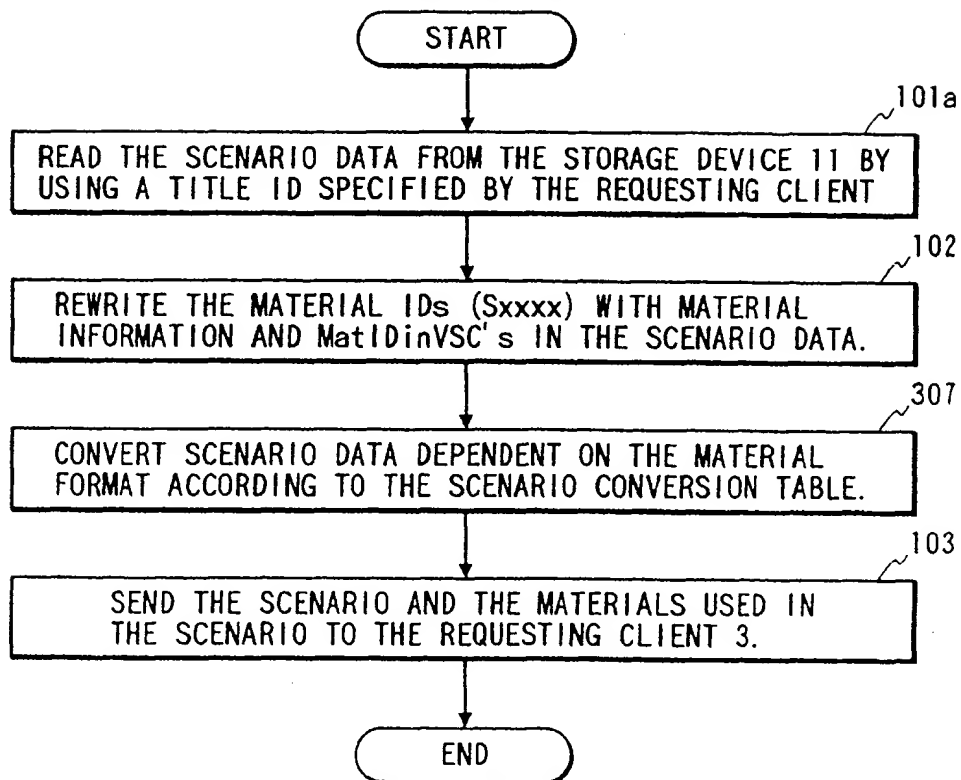 START
101a
READ THE SCENARIO DATA FROM THE STORAGE DEVICE 11 BY
USING A TITLE ID SPECIFIED BY THE REQUESTING CLIENT
102
REWRITE THE MATERIAL IDs (Sxxxx) WITH MATERIAL
INFORMATION AND MatIDinVSC's IN THE SCENARIO DATA.
307
CONVERT SCENARIO DATA DEPENDENT ON THE MATERIAL
FORMAT ACCORDING TO THE SCENARIO CONVERSION TABLE.
103
SEND THE SCENARIO AND THE MATERIALS USED IN
THE SCENARIO TO THE REQUESTING CLIENT 3.
END